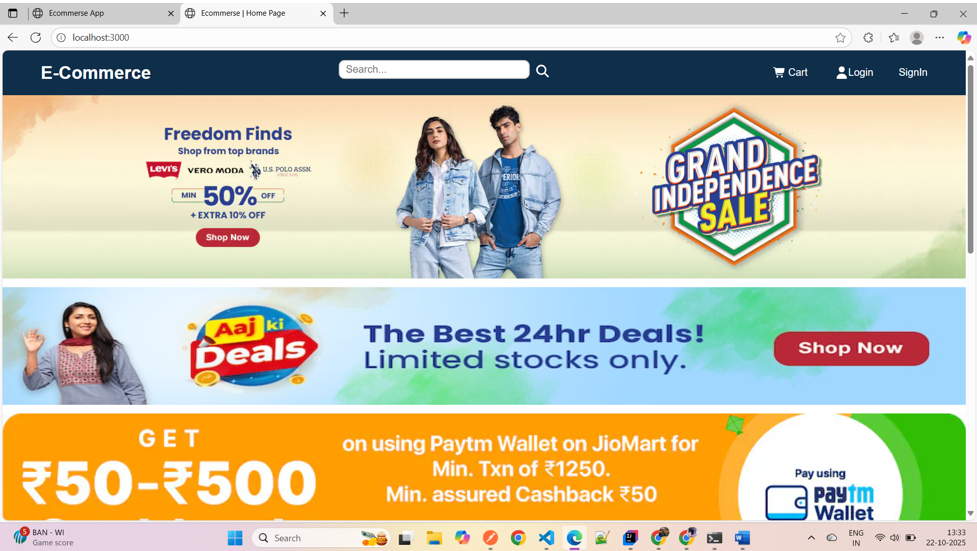 Ecommerse App
Ecommerse | Home Page
localhost:3000
E-Commerce
Search...
Cart
Login
SignIn
Freedom Finds
Shop from top brands
LEVI'S VERO MODA U.S. POLO ASSN.
MIN 50% OFF
+ EXTRA 10% OFF
Shop Now
GRAND
INDEPENDENCE
SALE
Aaj ki
Deals
The Best 24hr Deals!
Limited stocks only.
Shop Now
GET
₹50-₹500
on using Paytm Wallet on JioMart for
Min. Txn of ₹1250.
Min. assured Cashback ₹50
Pay using
paytm
Wallet
5
BAN - WI
Game score
Search
ENG
IN
13:33
22-10-2025